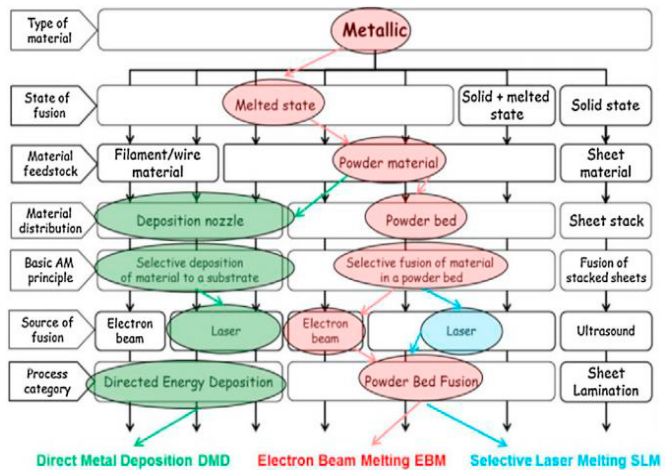 Type of
material
Metallic
State of
fusion
Melted state
Solid + melted
state
Solid state
Material
feedstock
Filament/wire
material
Powder material
Sheet
material
Material
distribution
Deposition nozzle
Powder bed
Sheet stack
Basic AM
principle
Selective deposition
of material to a substrate
Selective fusion of material
in a powder bed
Fusion of
stacked sheets
Source of
fusion
Electron
beam
Laser
Electron
beam
Laser
Ultrasound
Process
category
Directed Energy Deposition
Powder Bed Fusion
Sheet
Lamination
Direct Metal Deposition DMD
Electron Beam Melting EBM
Selective Laser Melting SLM